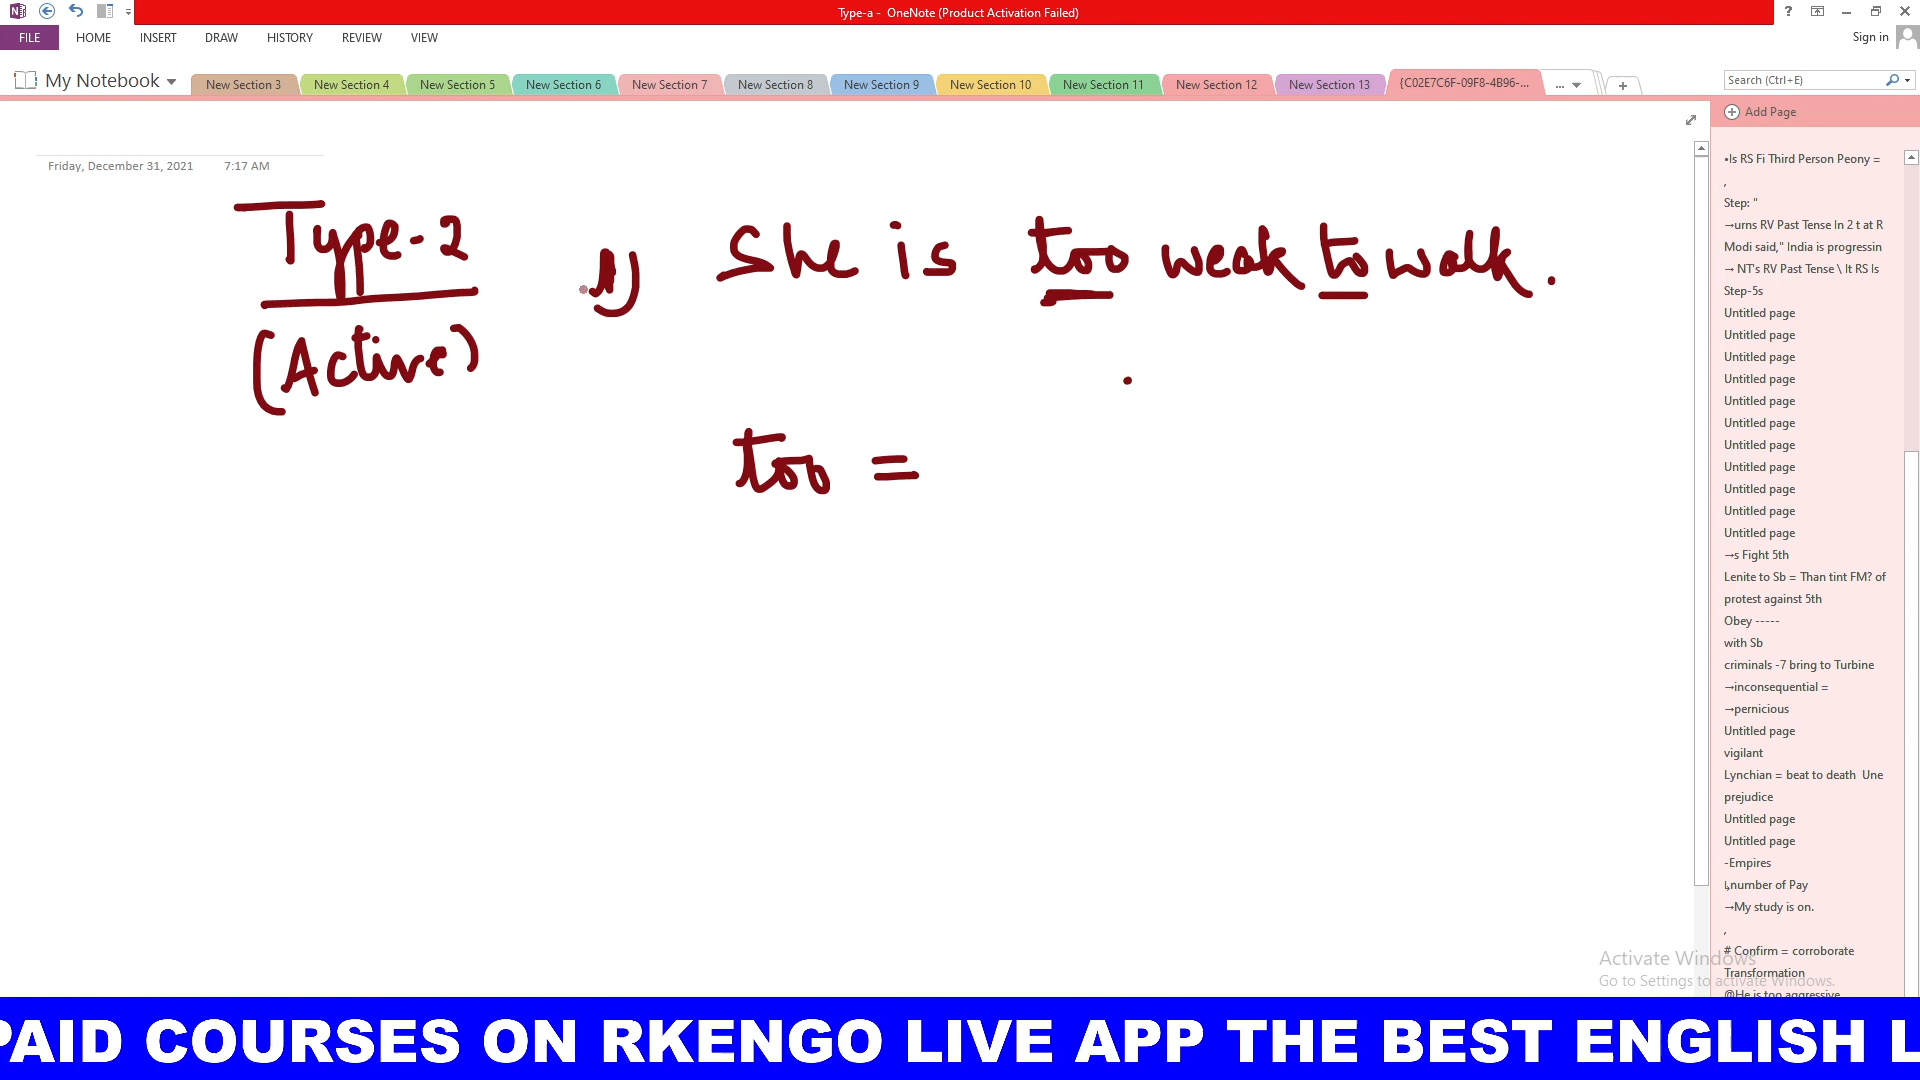 Type-a - OneNote (Product Activation Failed)
FILE HOME INSERT DRAW HISTORY REVIEW VIEW
Sign in
My Notebook
New Section 3 New Section 4 New Section 5 New Section 6 New Section 7 New Section 8 New Section 9 New Section 10 New Section 11 New Section 12 New Section 13 {C02E7C6F-09F8-4B96-... ...
Search (Ctrl+E)
Add Page
Friday, December 31, 2021 7:17 AM
Type-2
(Active)
1) She is too weak to walk.
too =
•Is RS Fi Third Person Peony =
,
Step: "
→urns RV Past Tense In 2 t at R
Modi said," India is progressin
→ NT's RV Past Tense \ It RS Is
Step-5s
Untitled page
Untitled page
Untitled page
Untitled page
Untitled page
Untitled page
Untitled page
Untitled page
Untitled page
Untitled page
Untitled page
→s Fight 5th
Lenite to Sb = Than tint FM? of
protest against 5th
Obey -----
with Sb
criminals -7 bring to Turbine
→inconsequential =
→pernicious
Untitled page
vigilant
Lynchian = beat to death Une
prejudice
Untitled page
Untitled page
-Empires
↳number of Pay
→My study is on.
,
# Confirm = corroborate
Transformation
@He is too aggressive
Activate Windows
Go to Settings to activate Windows.
PAID COURSES ON RKENGO LIVE APP THE BEST ENGLISH L